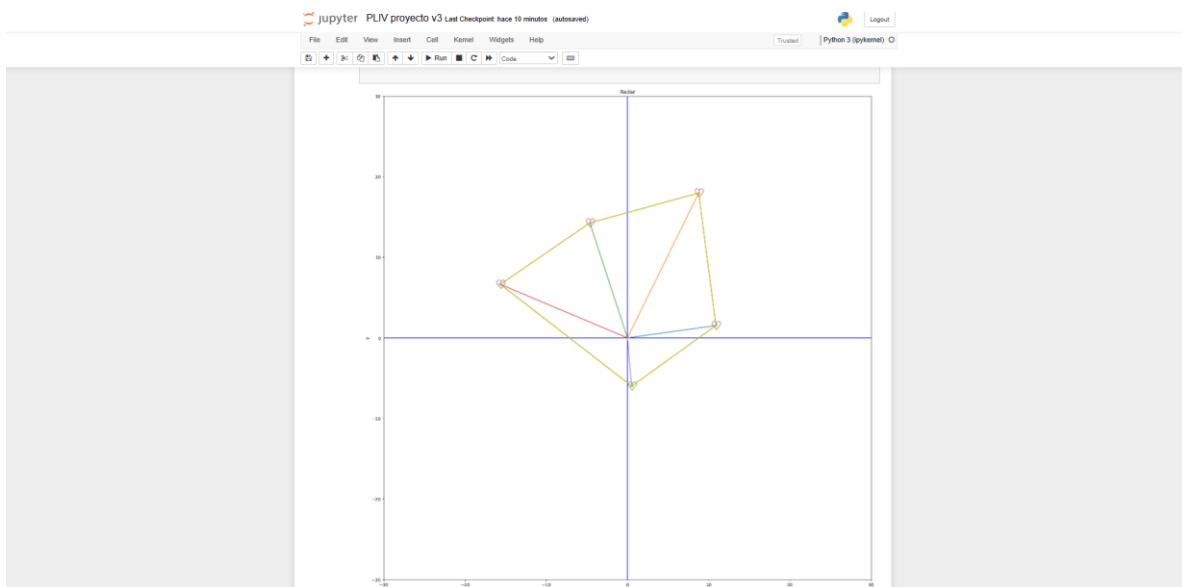 jupyter PLIV proyecto v3 Last Checkpoint: hace 10 minutos (autosaved)
Logout
File Edit View Insert Cell Kernel Widgets Help
Trusted
Python 3 (ipykernel)
Run
Code
30
20
10
Y 0
-10
-20
-30
-30 -20 -10 0 10 20 30